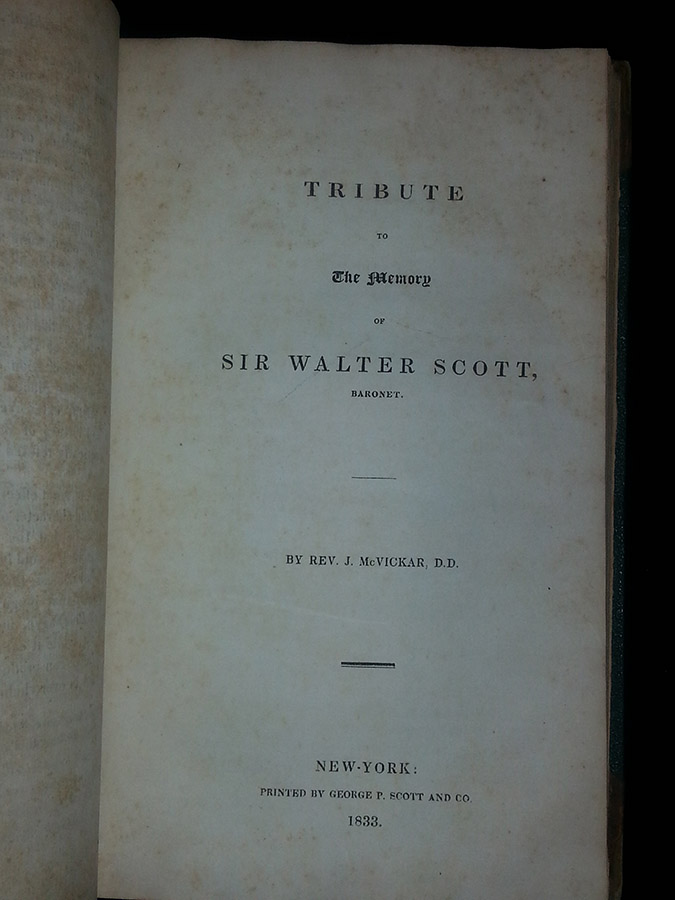 TRIBUTE
TO
The Memory
OF
SIR WALTER SCOTT,
BARONET.
BY REV. J. McVICKAR, D.D.
NEW-YORK:
PRINTED BY GEORGE P. SCOTT AND CO.
1833.